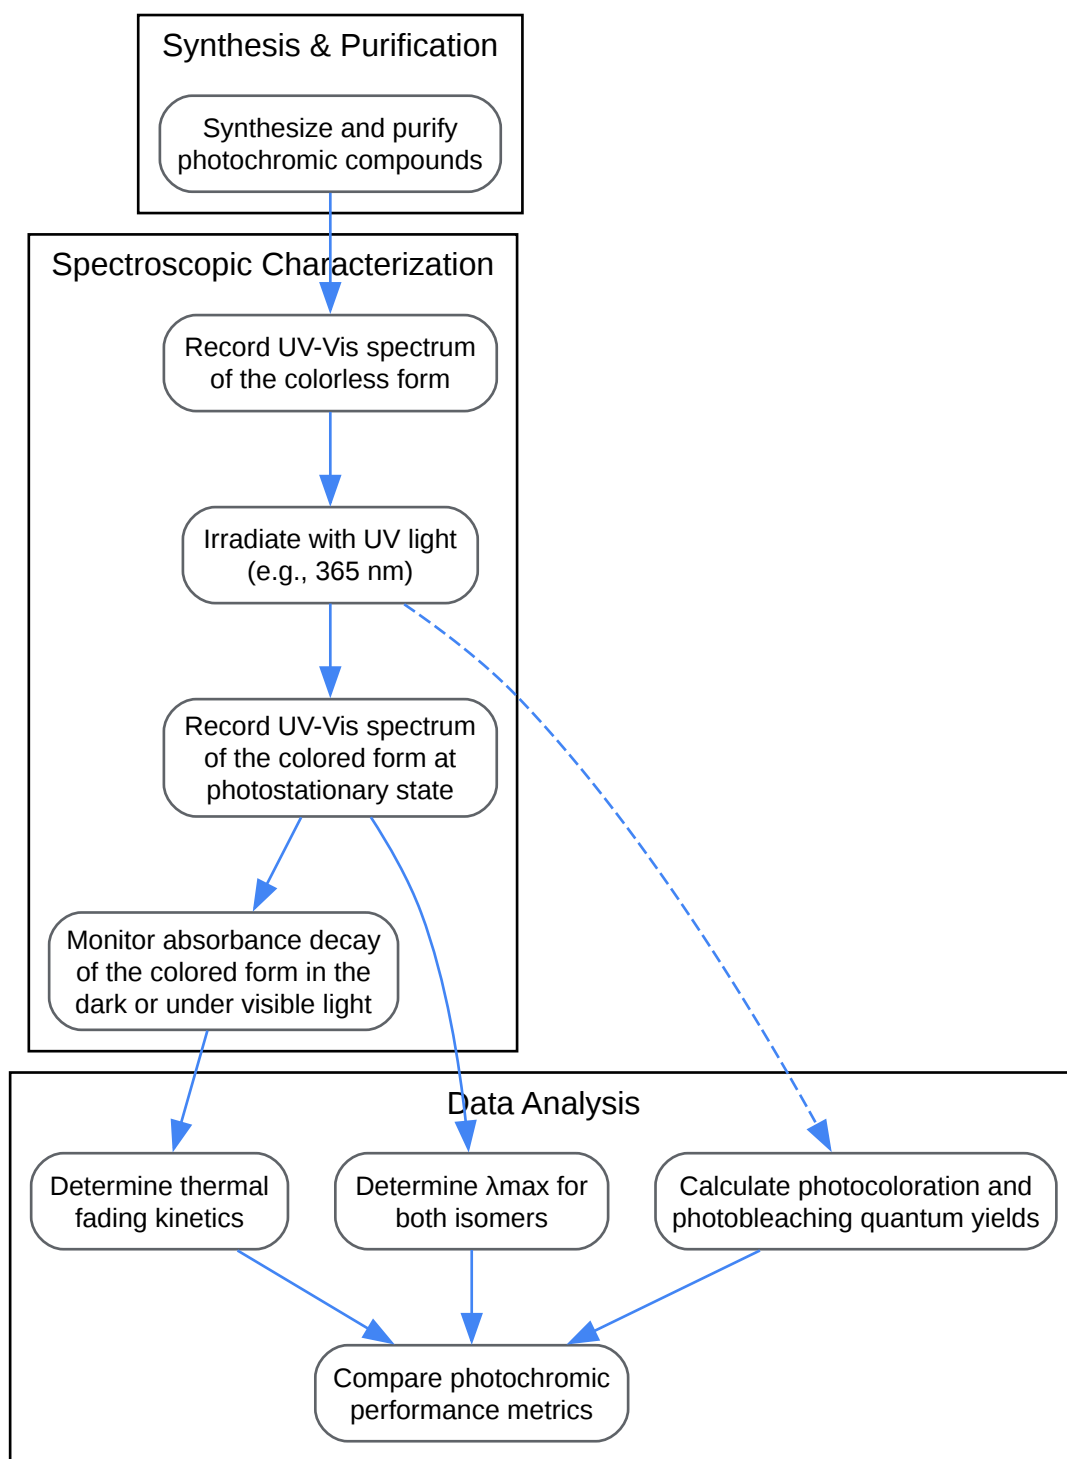 Synthesis & Purification
Synthesize and purify
photochromic compounds
Spectroscopic Characterization
Record UV-Vis spectrum
of the colorless form
Irradiate with UV light
(e.g., 365 nm)
Record UV-Vis spectrum
of the colored form at
photostationary state
Monitor absorbance decay
of the colored form in the
dark or under visible light
Data Analysis
Determine thermal
fading kinetics
Determine λmax for
both isomers
Calculate photocoloration and
photobleaching quantum yields
Compare photochromic
performance metrics